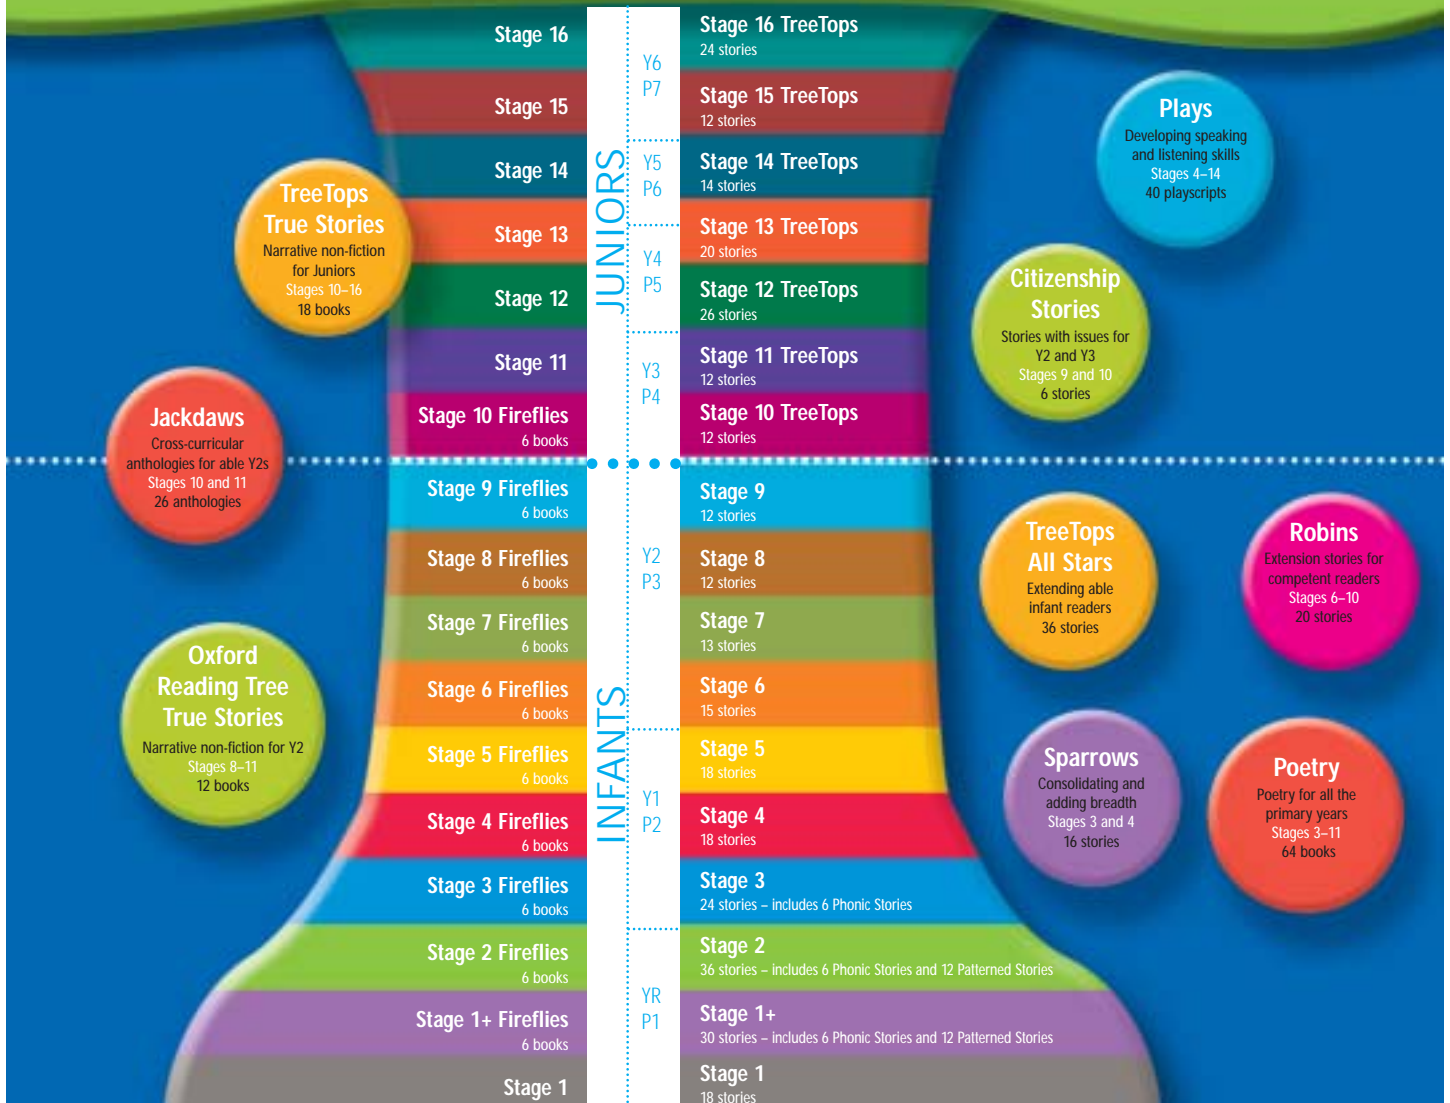 Stage 16
Stage 15
Stage 14
Stage 13
Stage 12
Stage 11
Stage 10 Fireflies
6 books
Stage 9 Fireflies
6 books
Stage 8 Fireflies
6 books
Stage 7 Fireflies
6 books
Stage 6 Fireflies
6 books
Stage 5 Fireflies
6 books
Stage 4 Fireflies
6 books
Stage 3 Fireflies
6 books
Stage 2 Fireflies
6 books
Stage 1+ Fireflies
6 books
Stage 1
JUNIORS
INFANTS
Y6
P7
Y5
P6
Y4
P5
Y3
P4
Y2
P3
Y1
P2
YR
P1
Stage 16 TreeTops
24 stories
Stage 15 TreeTops
12 stories
Stage 14 TreeTops
14 stories
Stage 13 TreeTops
20 stories
Stage 12 TreeTops
26 stories
Stage 11 TreeTops
12 stories
Stage 10 TreeTops
12 stories
Stage 9
12 stories
Stage 8
12 stories
Stage 7
13 stories
Stage 6
15 stories
Stage 5
18 stories
Stage 4
18 stories
Stage 3
24 stories – includes 6 Phonic Stories
Stage 2
36 stories – includes 6 Phonic Stories and 12 Patterned Stories
Stage 1+
30 stories – includes 6 Phonic Stories and 12 Patterned Stories
Stage 1
18 stories
TreeTops
True Stories
Narrative non-fiction
for Juniors
Stages 10–16
18 books
Jackdaws
Cross-curricular
anthologies for able Y2s
Stages 10 and 11
26 anthologies
Oxford
Reading Tree
True Stories
Narrative non-fiction for Y2
Stages 8–11
12 books
Plays
Developing speaking
and listening skills
Stages 4–14
40 playscripts
Citizenship
Stories
Stories with issues for
Y2 and Y3
Stages 9 and 10
6 stories
TreeTops
All Stars
Extending able
infant readers
36 stories
Robins
Extension stories for
competent readers
Stages 6–10
20 stories
Sparrows
Consolidating and
adding breadth
Stages 3 and 4
16 stories
Poetry
Poetry for all the
primary years
Stages 3–11
64 books